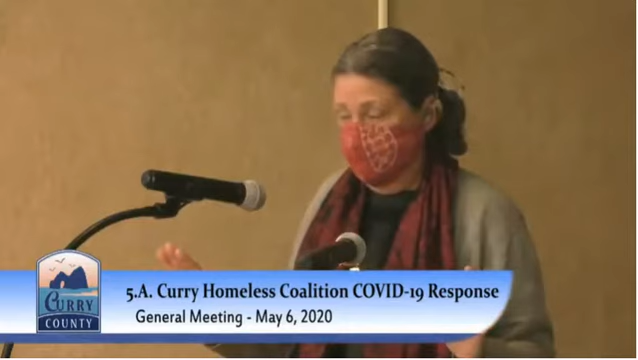 5.A. Curry Homeless Coalition COVID-19 Response
General Meeting - May 6, 2020
CURRY
COUNTY